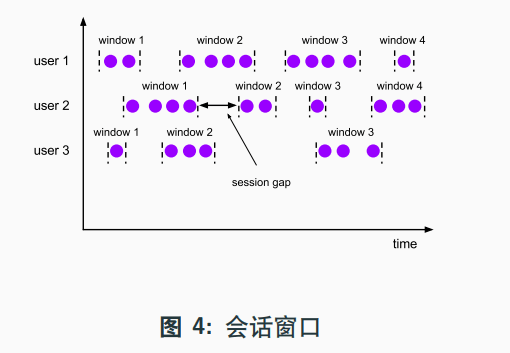 window 1 window 2 window 3 window 4
user 1
window 1 window 2 window 3 window 4
user 2
window 1 window 2 window 3
user 3
session gap
time
图 4: 会话窗口